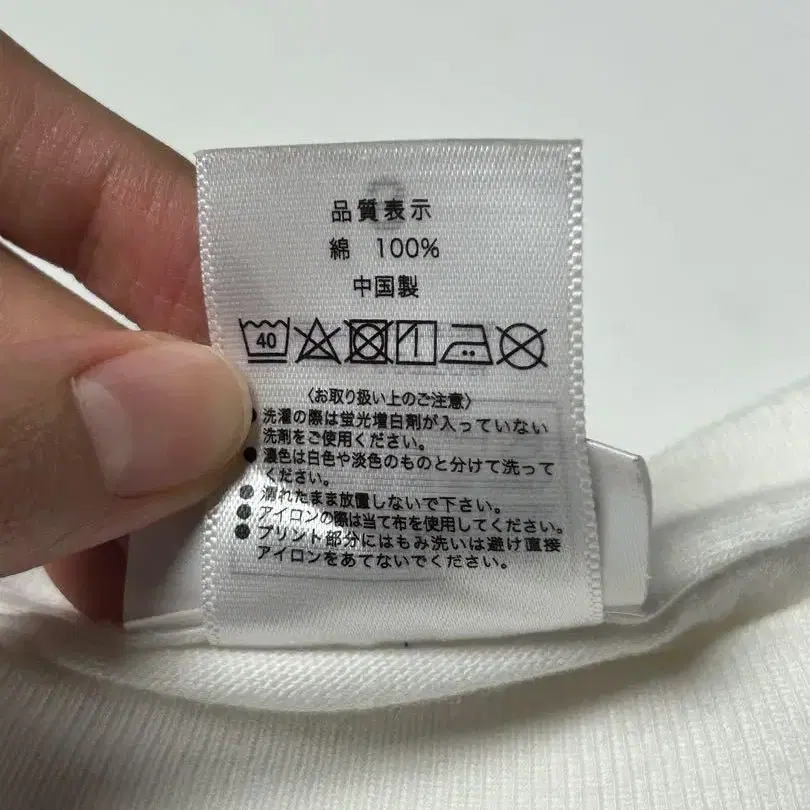 品質表示
綿 100%
中国製
40
〈お取り扱い上のご注意〉
● 洗濯の際は蛍光増白剤が入っていない
洗剤をご使用ください。
● 濃色は白色や淡色のものと分けて洗って
ください。
● 濡れたまま放置しないで下さい。
● アイロンの際は当て布を使用してください。
● プリント部分にはもみ洗いは避け直接
アイロンをあてないでください。